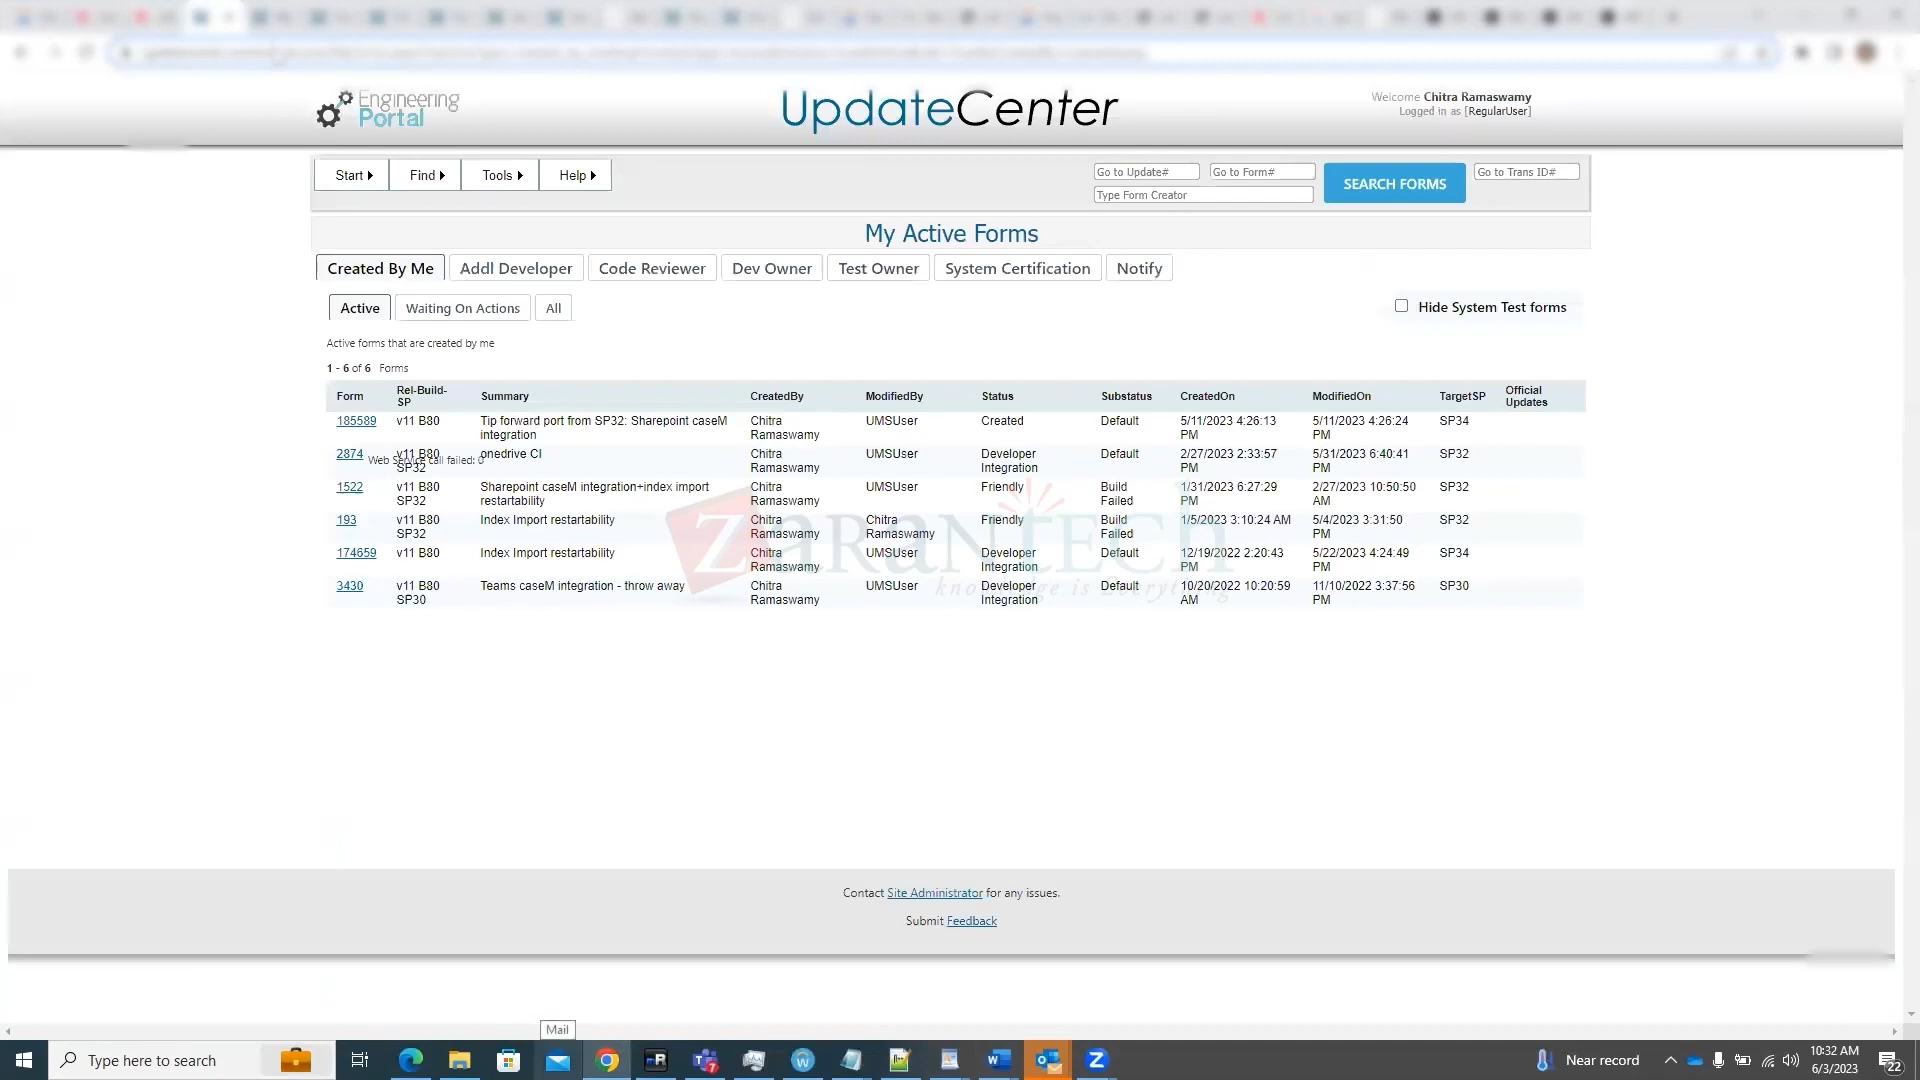 Engineering
Portal
UpdateCenter
Welcome Chitra Ramaswamy
Logged in as [RegularUser]
Start
Find
Tools
Help
Go to Update#
Go to Form#
SEARCH FORMS
Go to Trans ID#
Type Form Creator
My Active Forms
Created By Me
Addl Developer
Code Reviewer
Dev Owner
Test Owner
System Certification
Notify
Active
Waiting On Actions
All
Hide System Test forms
Active forms that are created by me
1 - 6 of 6 Forms
Form Rel-Build-SP Summary CreatedBy ModifiedBy Status Substatus CreatedOn ModifiedOn TargetSP Official Updates
185589 v11 B80 Tip forward port from SP32: Sharepoint caseM integration Chitra Ramaswamy UMSUser Created Default 5/11/2023 4:26:13 PM 5/11/2023 4:26:24 PM SP34
2874 v11 B80 SP32 onedrive CI Chitra Ramaswamy UMSUser Developer Integration Default 2/27/2023 2:33:57 PM 5/31/2023 6:40:41 PM SP32
Web Service call failed: 0
1522 v11 B80 SP32 Sharepoint caseM integration+index import restartability Chitra Ramaswamy UMSUser Friendly Build Failed 1/31/2023 6:27:29 PM 2/27/2023 10:50:50 AM SP32
193 v11 B80 SP32 Index Import restartability Chitra Ramaswamy Chitra Ramaswamy Friendly Build Failed 1/5/2023 3:10:24 AM 5/4/2023 3:31:50 PM SP32
174659 v11 B80 Index Import restartability Chitra Ramaswamy UMSUser Developer Integration Default 12/19/2022 2:20:43 PM 5/22/2023 4:24:49 PM SP34
3430 v11 B80 SP30 Teams caseM integration - throw away Chitra Ramaswamy UMSUser Developer Integration Default 10/20/2022 10:20:59 AM 11/10/2022 3:37:56 PM SP30
ZaranTech
knowledge is Everything
Contact Site Administrator for any issues.
Submit Feedback
Mail
Type here to search
Near record
10:32 AM
6/3/2023
22